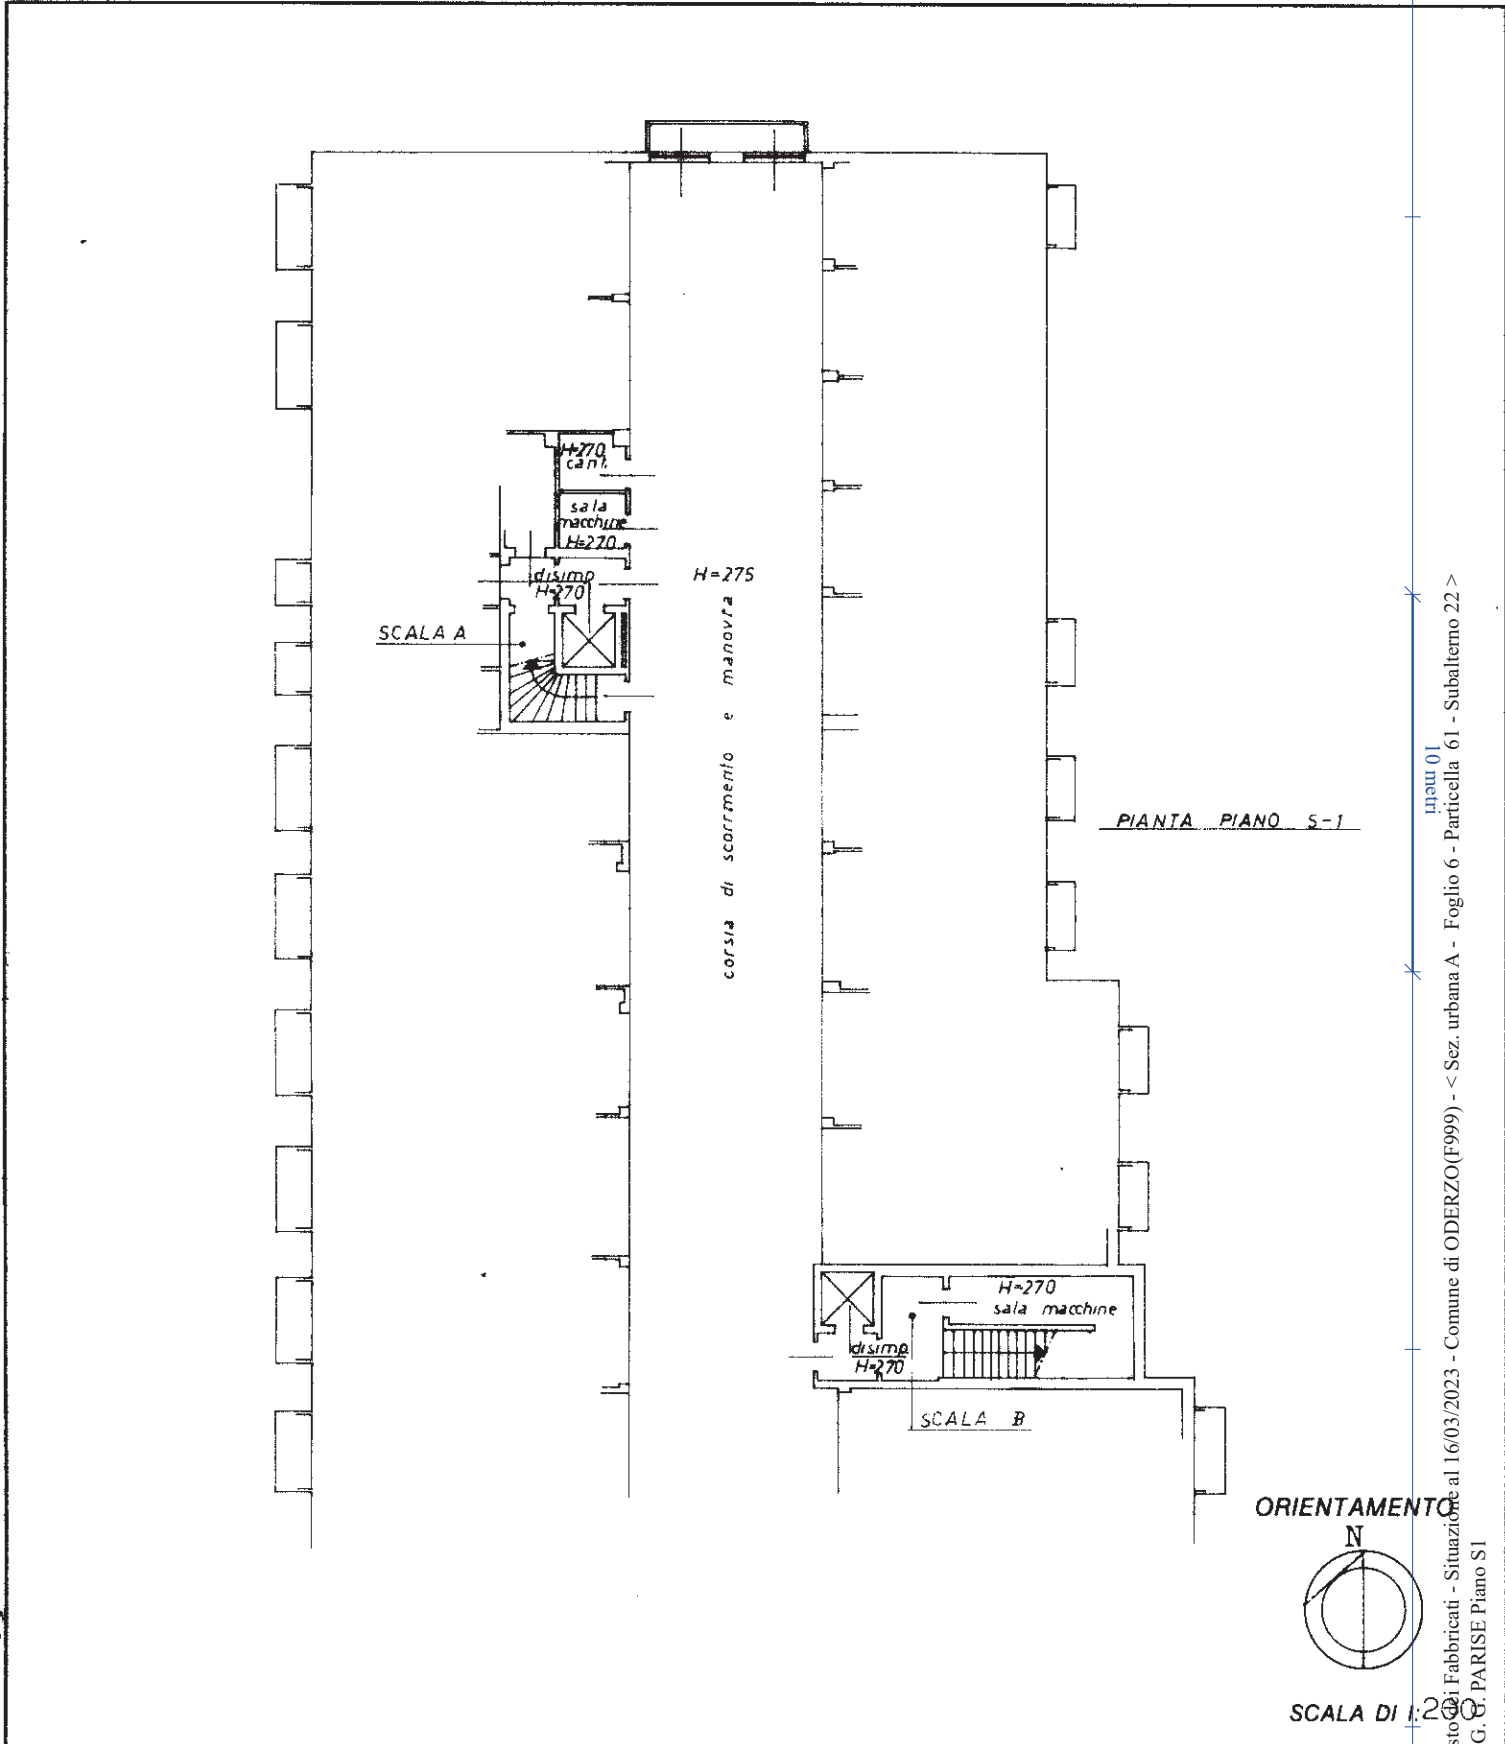 H=270
cant.
sala
macchine
H=270
disimp
H=270
H=275
SCALA A
corsia di scorrimento e manovra
PIANTA PIANO S-1
10 metri
H=270
sala macchine
disimp.
H=270
SCALA B
ORIENTAMENTO
N
SCALA DI 1:200
dei Fabbricati - Situazione al 16/03/2023 - Comune di ODERZO(F999) - < Sez. urbana A - Foglio 6 - Particella 61 - Subalterno 22 >
G. PARISE Piano S1